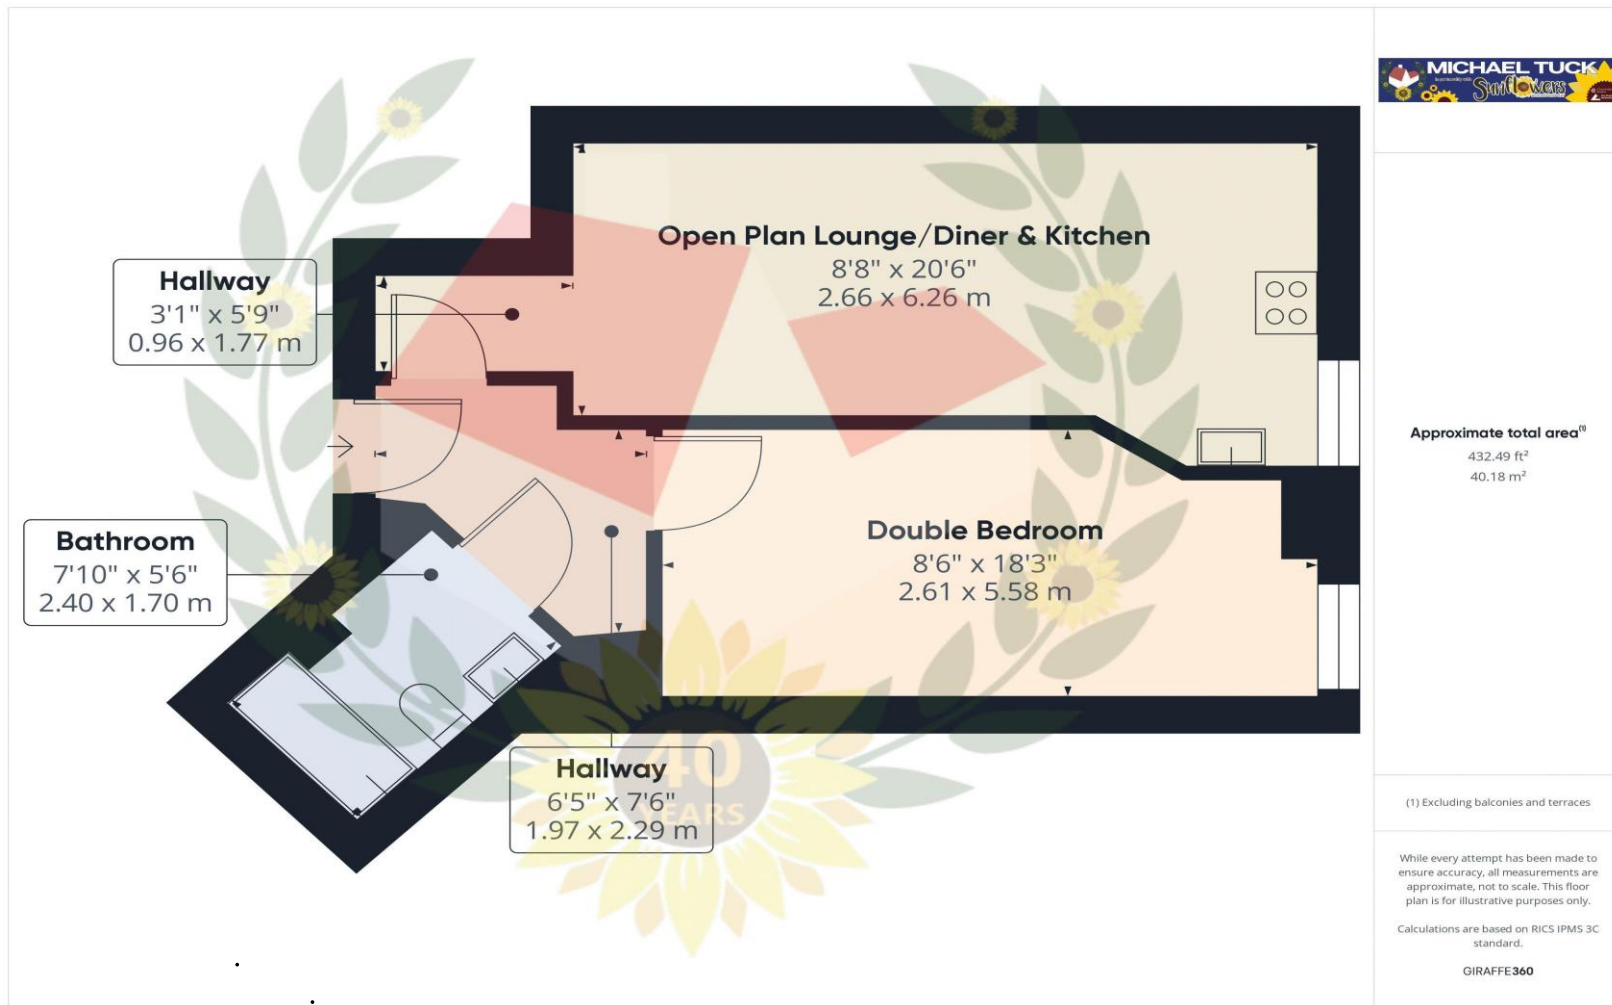 Open Plan Lounge/Diner & Kitchen
8'8" x 20'6"
2.66 x 6.26 m
Hallway
3'1" x 5'9"
0.96 x 1.77 m
Bathroom
7'10" x 5'6"
2.40 x 1.70 m
Double Bedroom
8'6" x 18'3"
2.61 x 5.58 m
Hallway
6'5" x 7'6"
1.97 x 2.29 m
40
YEARS
MICHAEL TUCK
Sunflowers
Approximate total area(1)
432.49 ft²
40.18 m²
(1) Excluding balconies and terraces
While every attempt has been made to
ensure accuracy, all measurements are
approximate, not to scale. This floor
plan is for illustrative purposes only.
Calculations are based on RICS IPMS 3C
standard.
GIRAFFE360